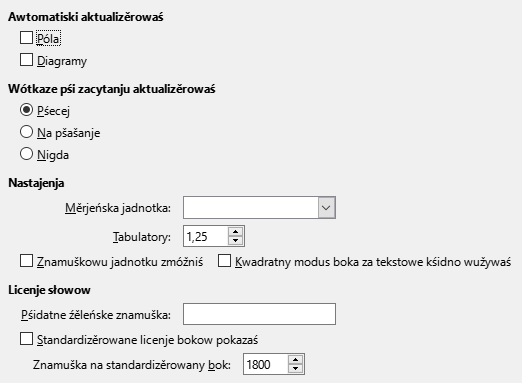 Awtomatiski aktualizěrowaś
Póla
Diagramy
Wótkaze pśi zacytanju aktualizěrowaś
Pśecej
Na pšašanje
Nigda
Nastajenja
Měrjeńska jadnotka:
Tabulatory: 1,25
Znamuškowu jadnotku zmóžniś Kwadratny modus boka za tekstowe kśidno wužywaś
Licenje słowow
Pśidatne źěleńske znamuška:
Standardizěrowane licenje bokow pokazaś
Znamuška na standardizěrowany bok: 1800